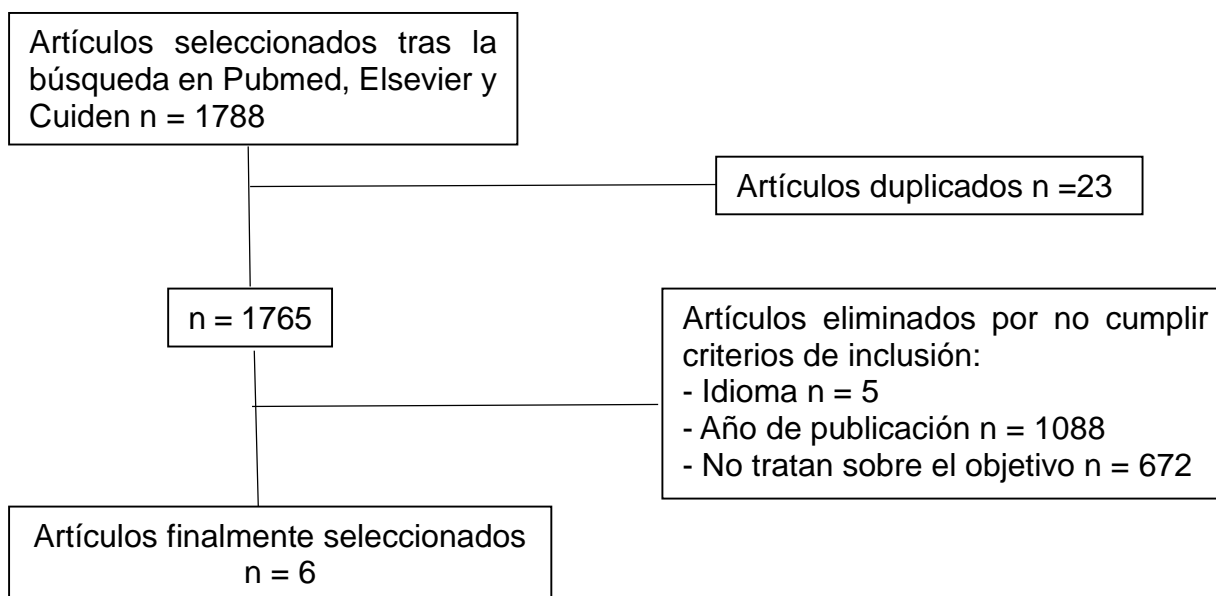 Artículos seleccionados tras la
búsqueda en Pubmed, Elsevier y
Cuiden n = 1788
Artículos duplicados n =23
n = 1765
Artículos eliminados por no cumplir
criterios de inclusión:
- Idioma n = 5
- Año de publicación n = 1088
- No tratan sobre el objetivo n = 672
Artículos finalmente seleccionados
n = 6